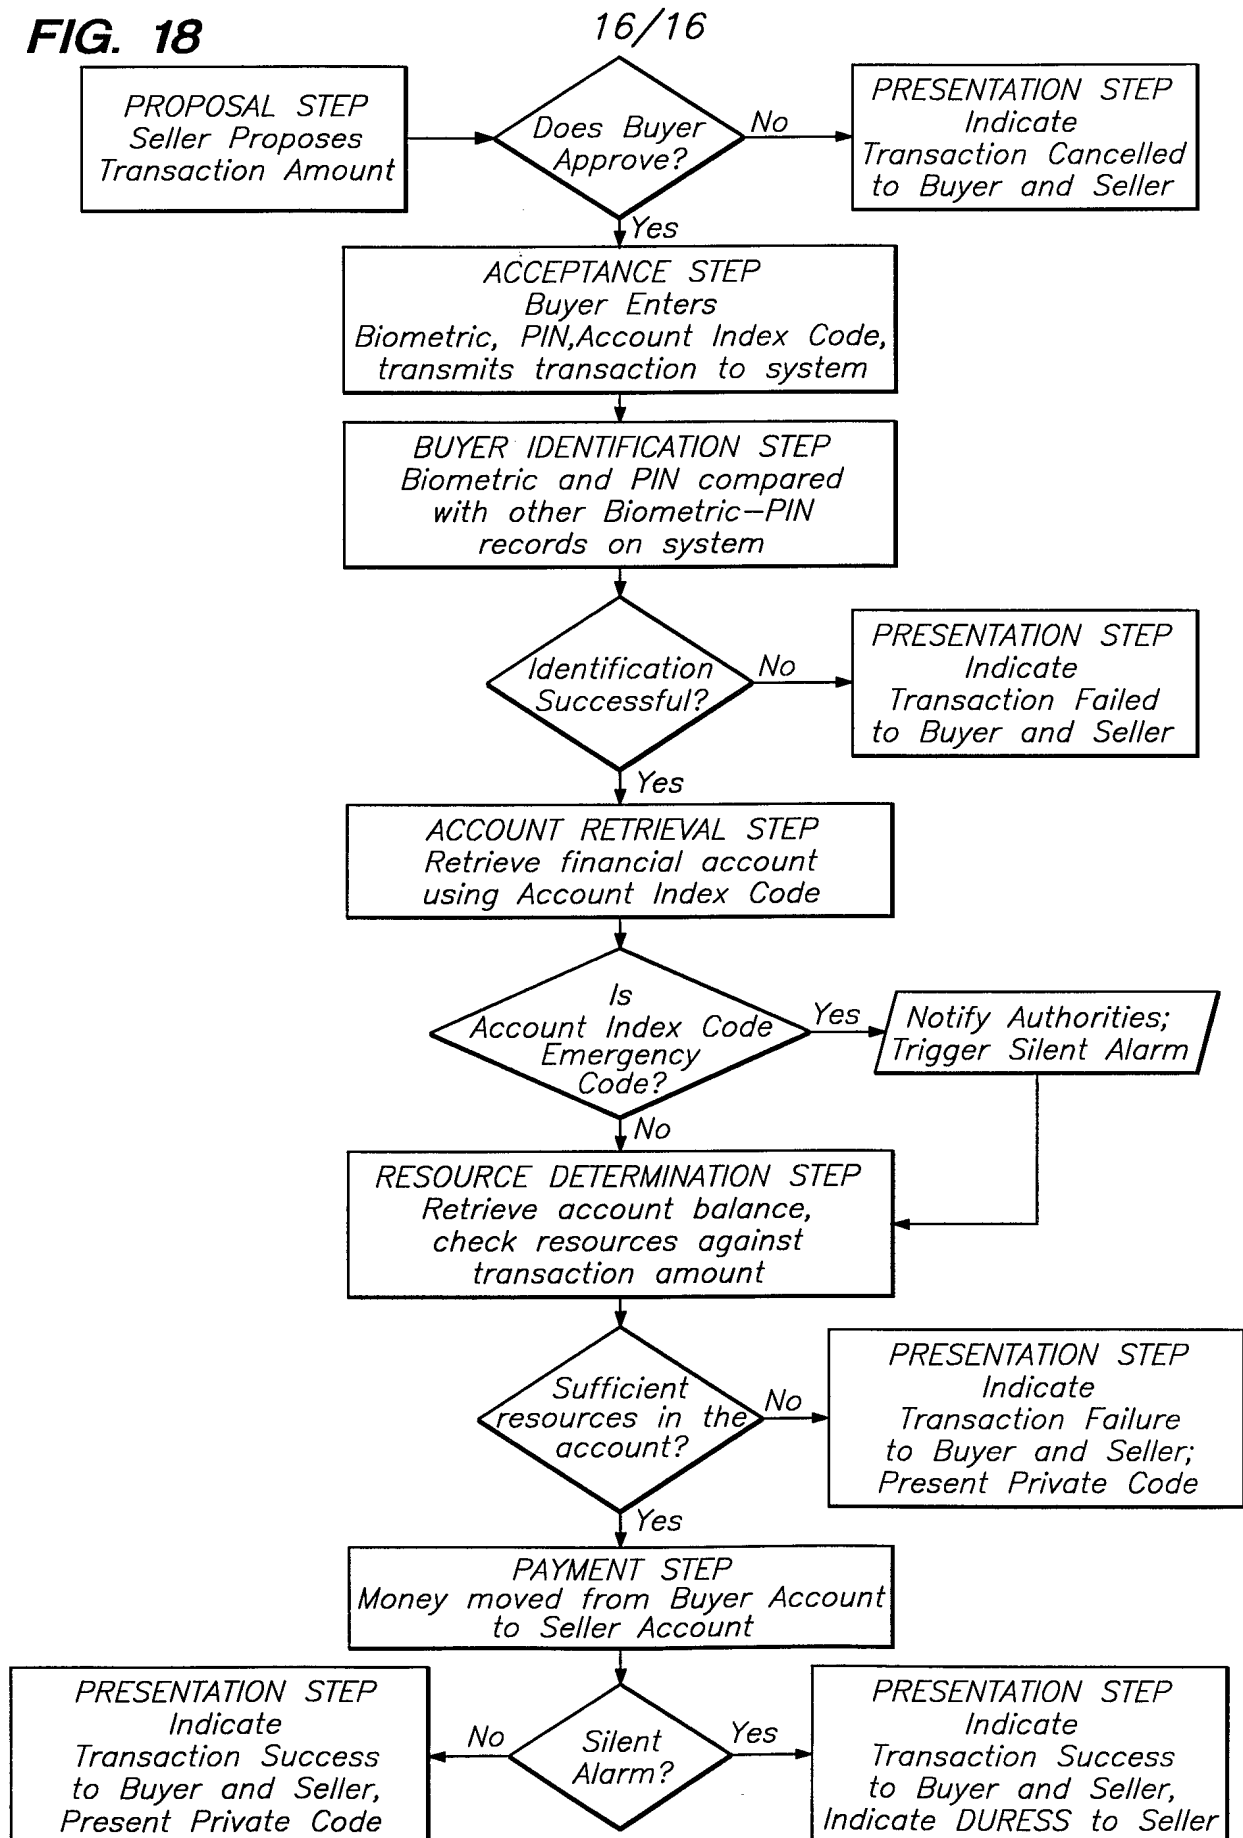 FIG. 18
16/16
PROPOSAL STEP
Seller Proposes
Transaction Amount
Does Buyer
Approve?
No
PRESENTATION STEP
Indicate
Transaction Cancelled
to Buyer and Seller
Yes
ACCEPTANCE STEP
Buyer Enters
Biometric, PIN,Account Index Code,
transmits transaction to system
BUYER IDENTIFICATION STEP
Biometric and PIN compared
with other Biometric–PIN
records on system
Identification
Successful?
No
PRESENTATION STEP
Indicate
Transaction Failed
to Buyer and Seller
Yes
ACCOUNT RETRIEVAL STEP
Retrieve financial account
using Account Index Code
Is
Account Index Code
Emergency
Code?
Yes
Notify Authorities;
Trigger Silent Alarm
No
RESOURCE DETERMINATION STEP
Retrieve account balance,
check resources against
transaction amount
Sufficient
resources in the
account?
No
PRESENTATION STEP
Indicate
Transaction Failure
to Buyer and Seller;
Present Private Code
Yes
PAYMENT STEP
Money moved from Buyer Account
to Seller Account
PRESENTATION STEP
Indicate
Transaction Success
to Buyer and Seller,
Present Private Code
No
Silent
Alarm?
Yes
PRESENTATION STEP
Indicate
Transaction Success
to Buyer and Seller,
Indicate DURESS to Seller